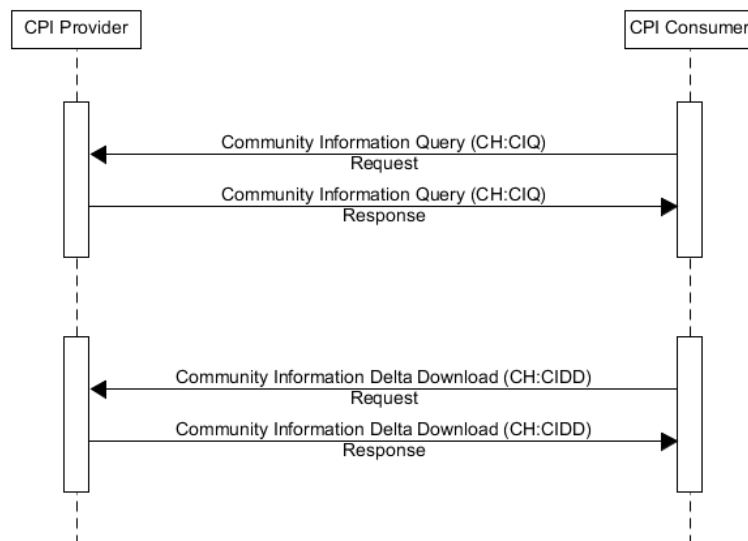 CPI Provider
CPI Consumer
Community Information Query (CH:CIQ)
Request
Community Information Query (CH:CIQ)
Response
Community Information Delta Download (CH:CIDD)
Request
Community Information Delta Download (CH:CIDD)
Response